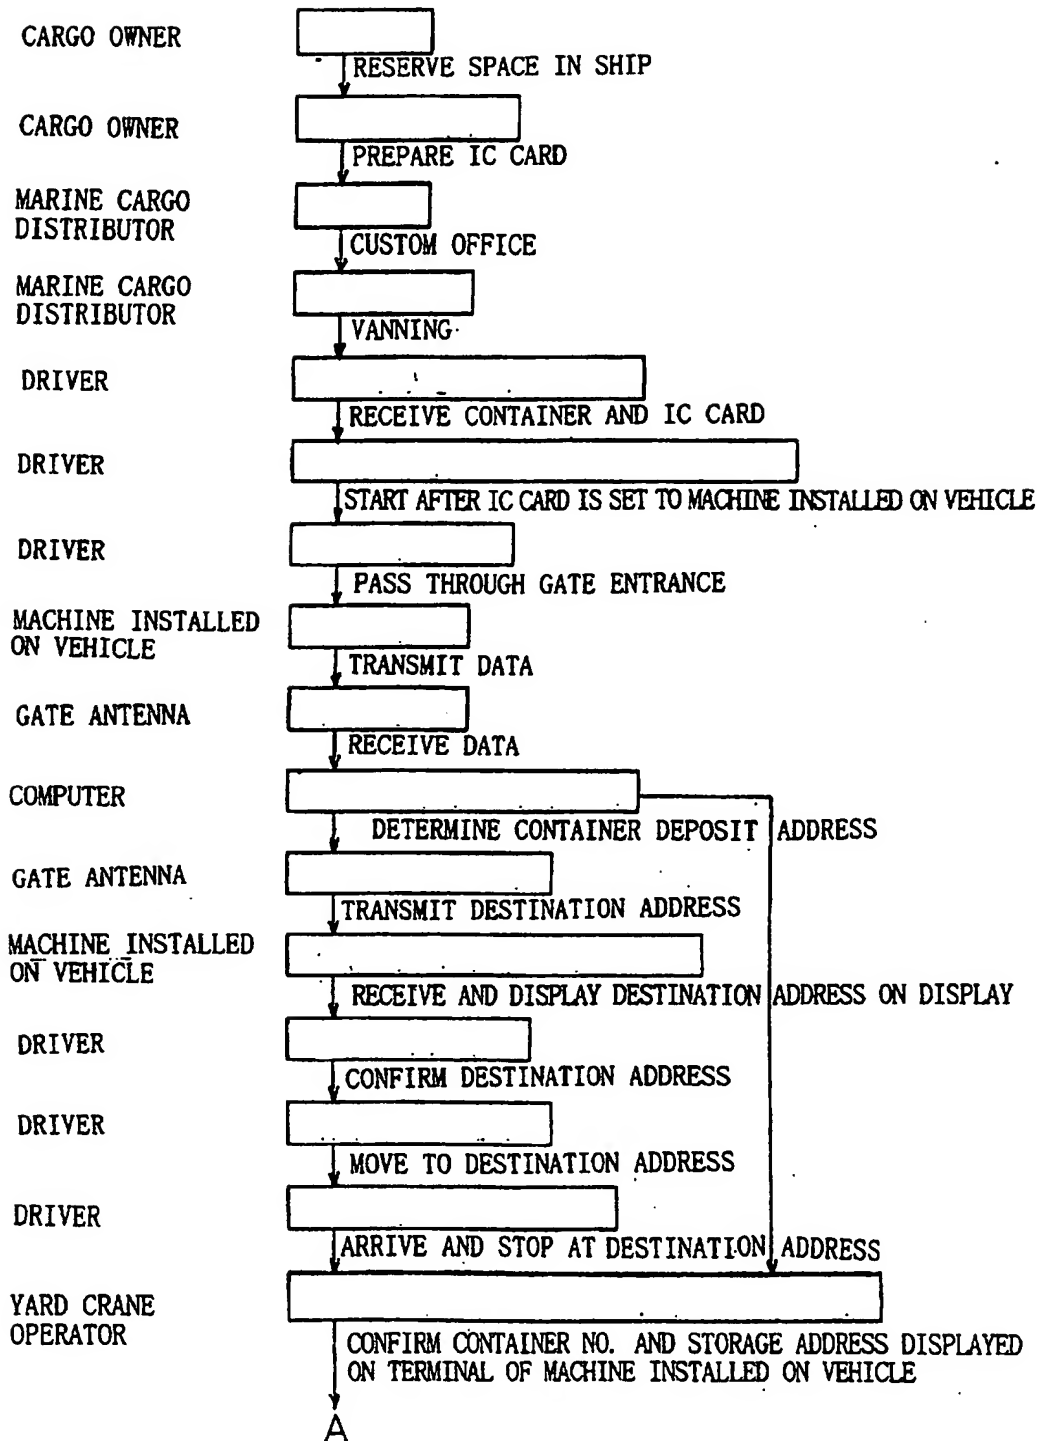 CARGO OWNER
RESERVE SPACE IN SHIP
CARGO OWNER
PREPARE IC CARD
MARINE CARGO
DISTRIBUTOR
CUSTOM OFFICE
MARINE CARGO
DISTRIBUTOR
VANNING
DRIVER
RECEIVE CONTAINER AND IC CARD
DRIVER
START AFTER IC CARD IS SET TO MACHINE INSTALLED ON VEHICLE
DRIVER
PASS THROUGH GATE ENTRANCE
MACHINE INSTALLED
ON VEHICLE
TRANSMIT DATA
GATE ANTENNA
RECEIVE DATA
COMPUTER
DETERMINE CONTAINER DEPOSIT ADDRESS
GATE ANTENNA
TRANSMIT DESTINATION ADDRESS
MACHINE INSTALLED
ON VEHICLE
RECEIVE AND DISPLAY DESTINATION ADDRESS ON DISPLAY
DRIVER
CONFIRM DESTINATION ADDRESS
DRIVER
MOVE TO DESTINATION ADDRESS
DRIVER
ARRIVE AND STOP AT DESTINATION ADDRESS
YARD CRANE
OPERATOR
CONFIRM CONTAINER NO. AND STORAGE ADDRESS DISPLAYED
ON TERMINAL OF MACHINE INSTALLED ON VEHICLE
A